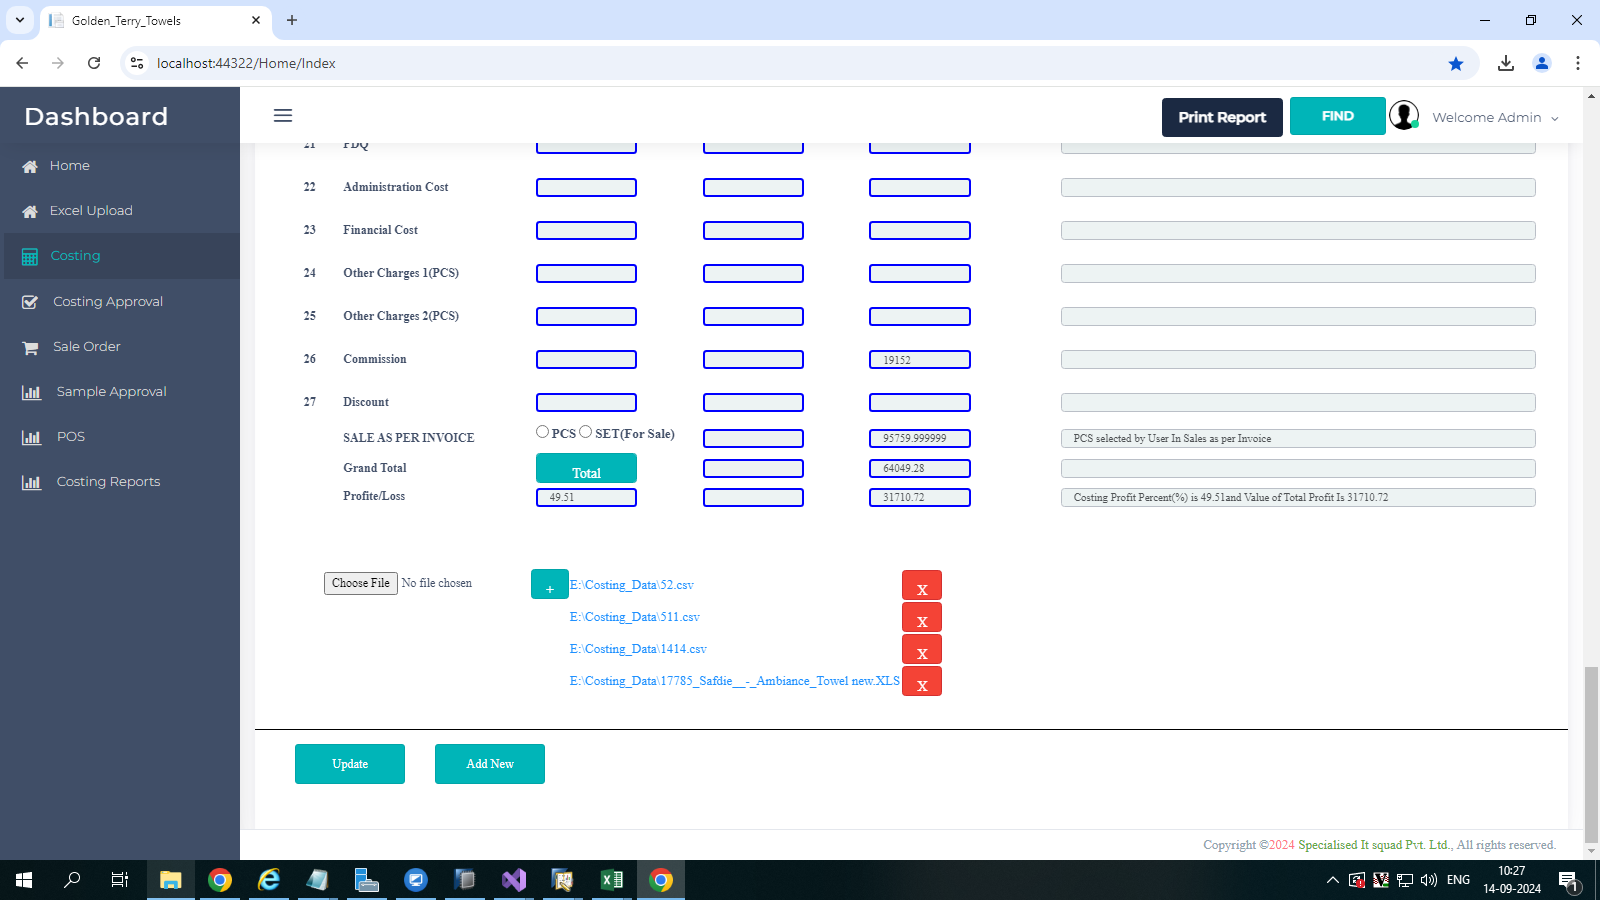 Golden_Terry_Towels
localhost:44322/Home/Index
Dashboard
Print Report
FIND
Welcome Admin
Home
Excel Upload
Costing
Costing Approval
Sale Order
Sample Approval
POS
Costing Reports
21 PDQ
22 Administration Cost
23 Financial Cost
24 Other Charges 1(PCS)
25 Other Charges 2(PCS)
26 Commission 19152
27 Discount
SALE AS PER INVOICE PCS SET(For Sale) 95759.999999 PCS selected by User In Sales as per Invoice
Grand Total Total 64049.28
Profite/Loss 49.51 31710.72 Costing Profit Percent(%) is 49.51and Value of Total Profit Is 31710.72
Choose File No file chosen + E:\Costing_Data\52.csv X
E:\Costing_Data\511.csv X
E:\Costing_Data\1414.csv X
E:\Costing_Data\17785_Safdie__-_Ambiance_Towel new.XLS X
Update Add New
Copyright ©2024 Specialised It squad Pvt. Ltd., All rights reserved.
ENG
10:27
14-09-2024
1